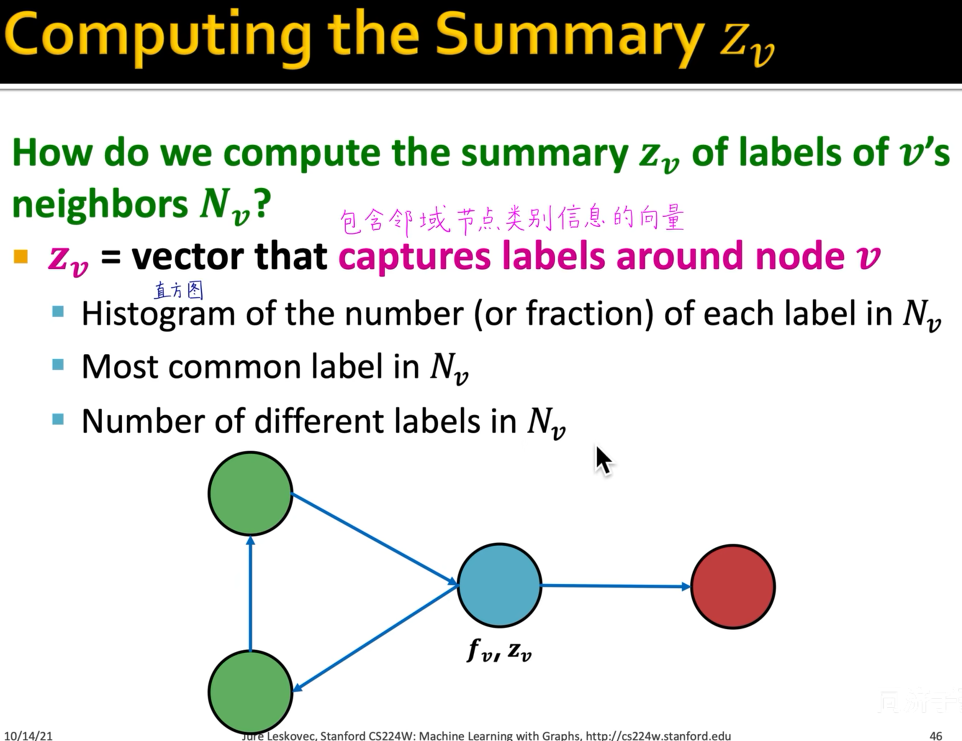 Computing the Summary z_v
How do we compute the summary z_v of labels of v's
neighbors N_v?
包含邻域节点类别信息的向量
z_v = vector that captures labels around node v
直方图
Histogram of the number (or fraction) of each label in N_v
Most common label in N_v
Number of different labels in N_v
f_v, z_v
10/14/21
Jure Leskovec, Stanford CS224W: Machine Learning with Graphs, http://cs224w.stanford.edu
46